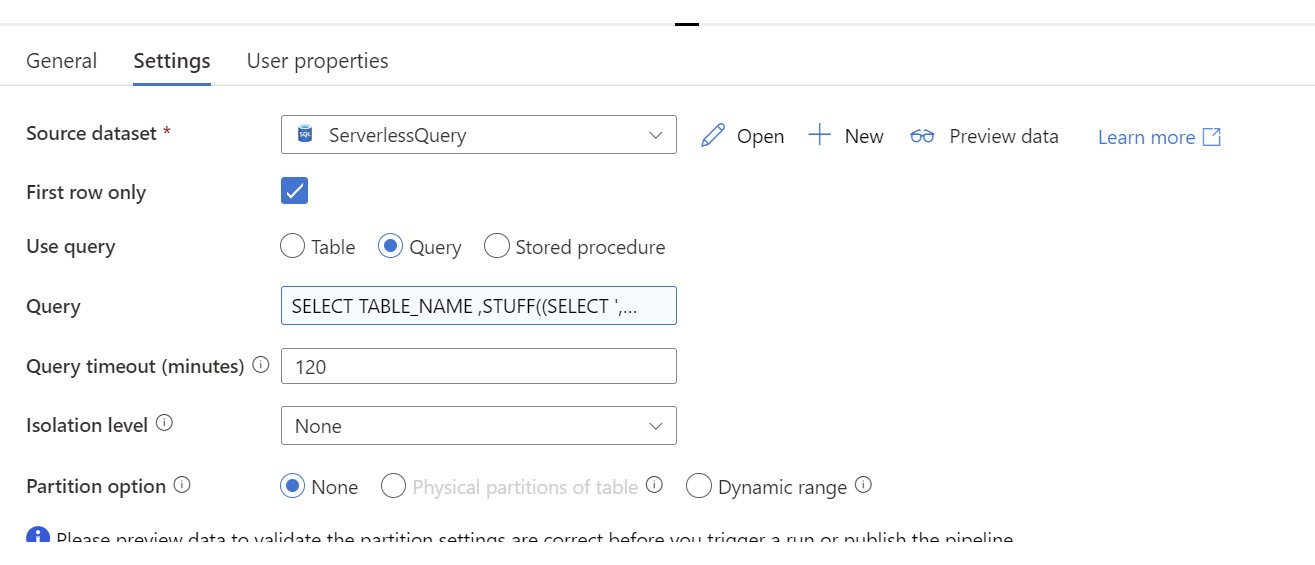 General Settings User properties
Source dataset * SQL ServerlessQuery Open New Preview data Learn more
First row only
Use query Table Query Stored procedure
Query SELECT TABLE_NAME ,STUFF((SELECT ',...
Query timeout (minutes) 120
Isolation level None
Partition option None Physical partitions of table Dynamic range
Please preview data to validate the partition settings are correct before you trigger a run or publish the pipeline